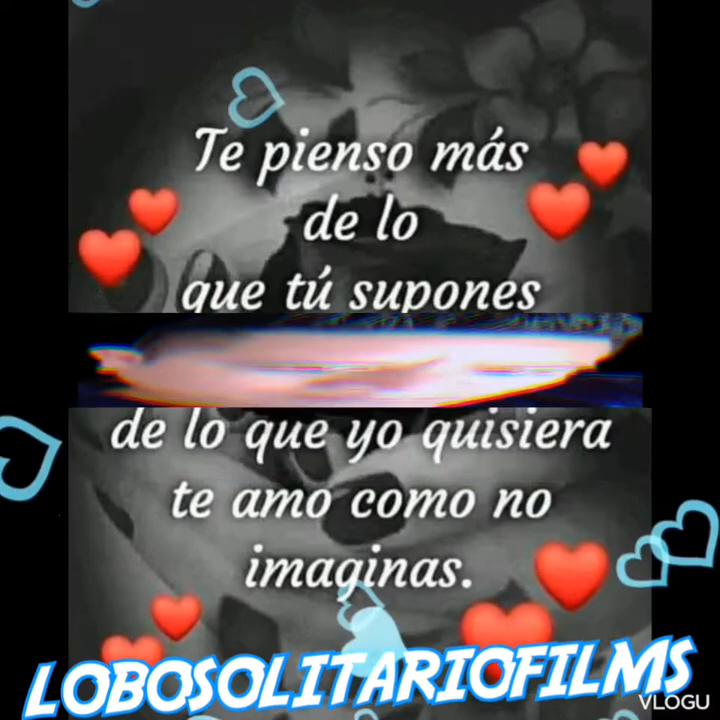 Te pienso más
de lo
que tú supones
de lo que yo quisiera
te amo como no
imaginas.
LOBOSOLITARIOFILMS
VLOGU